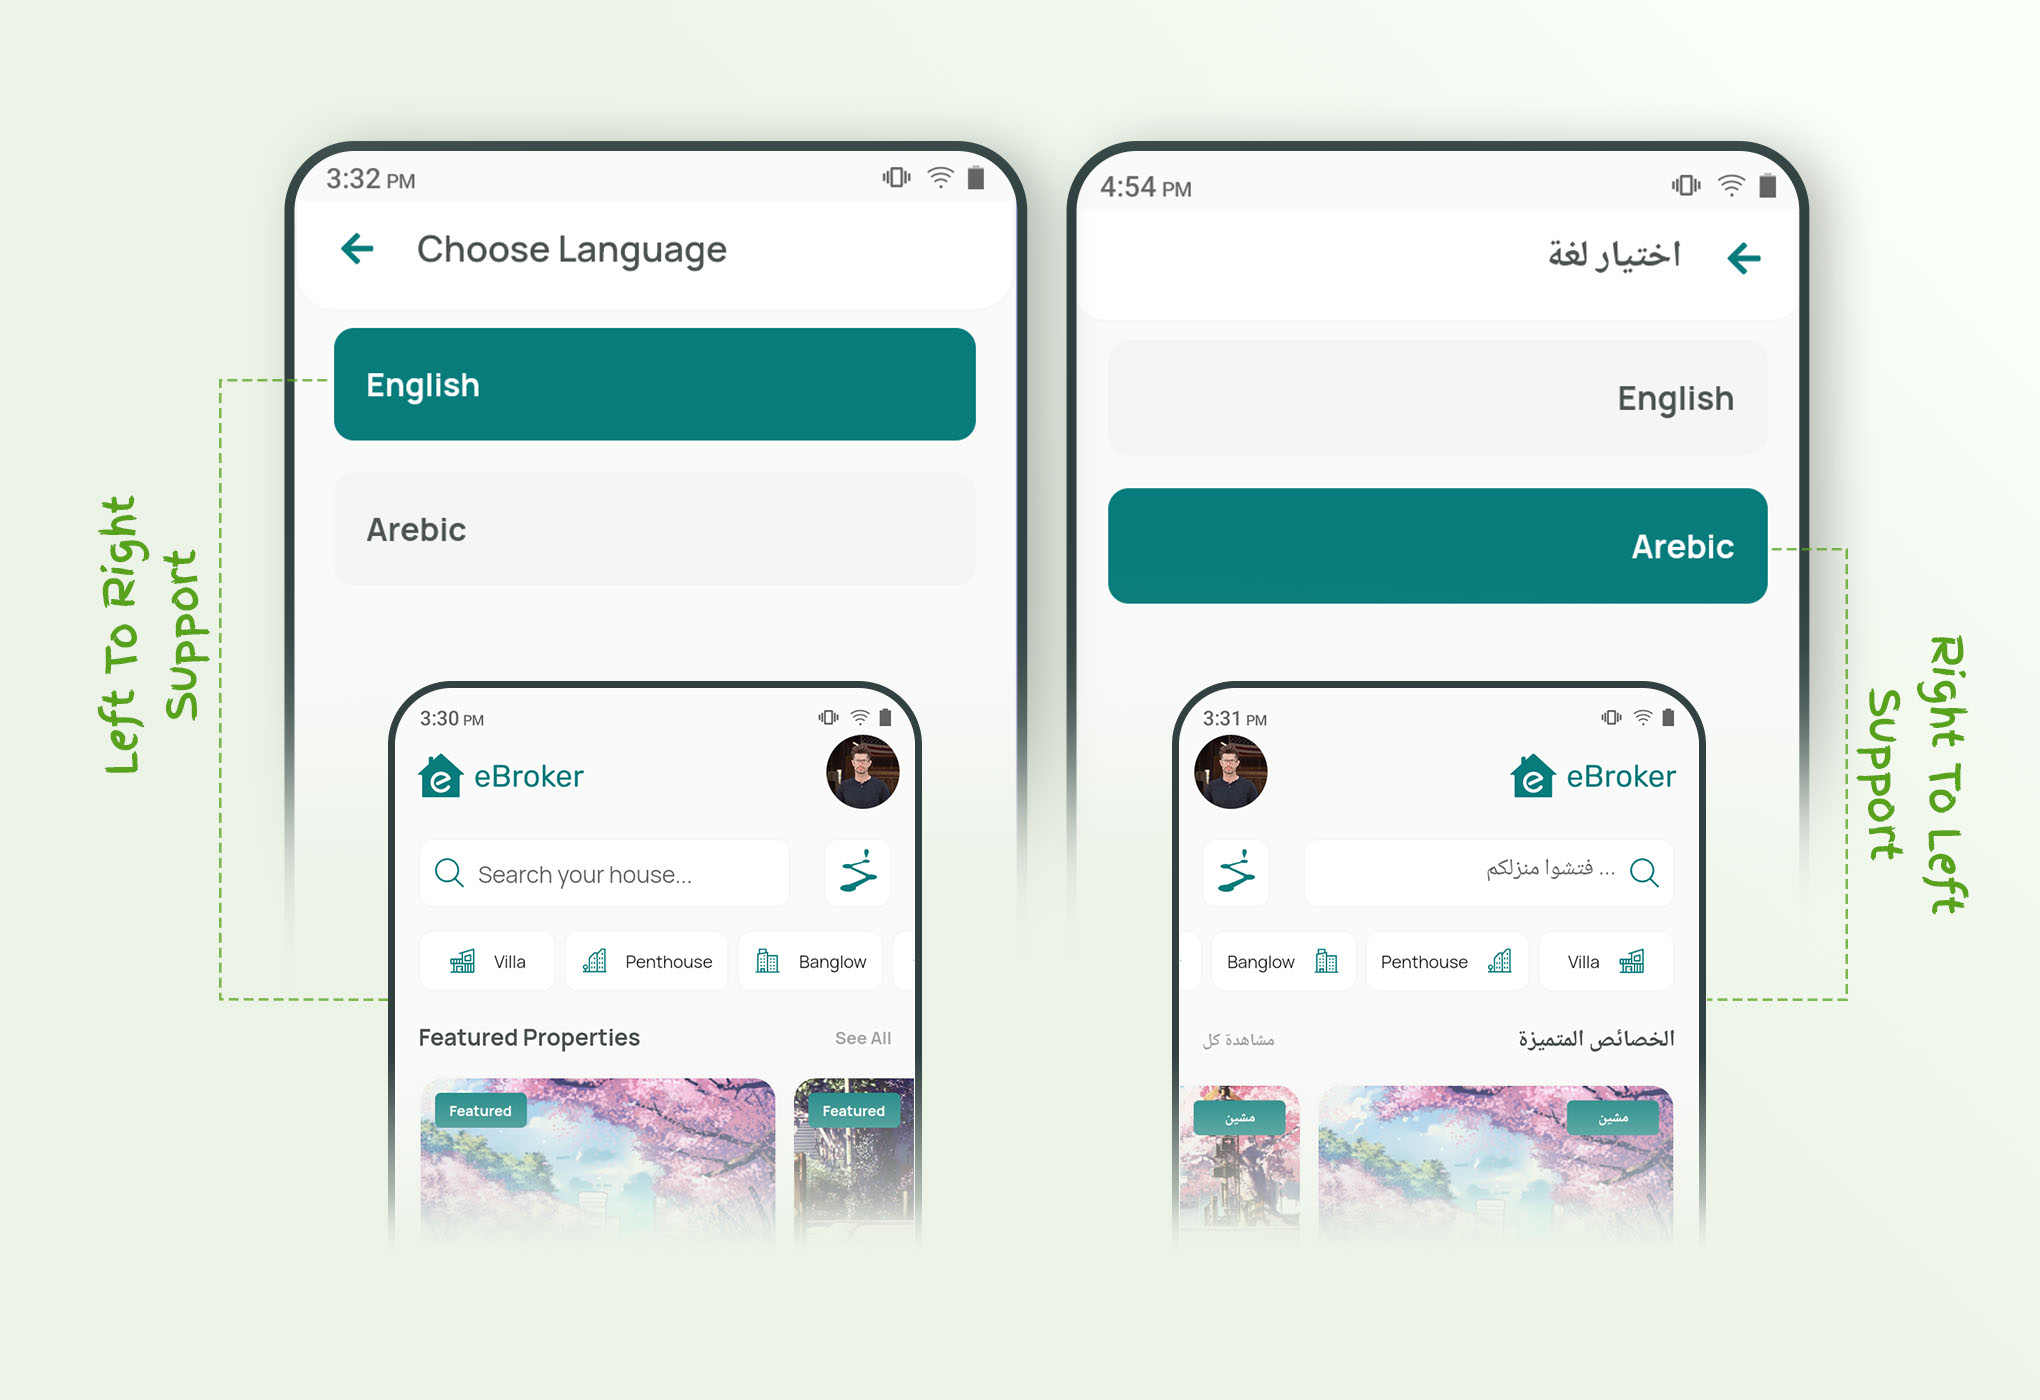 3:32 PM
Choose Language
English
Arebic
Left To Right
Support
3:30 PM
eBroker
Search your house...
Villa
Penthouse
Banglow
Featured Properties
See All
Featured
Featured
4:54 PM
اختيار لغة
English
Arebic
Right To Left
Support
3:31 PM
eBroker
فتشوا منزلكم ...
Villa
Penthouse
Banglow
الخصائص المتميزة
مشاهدة كل
مشين
مشين